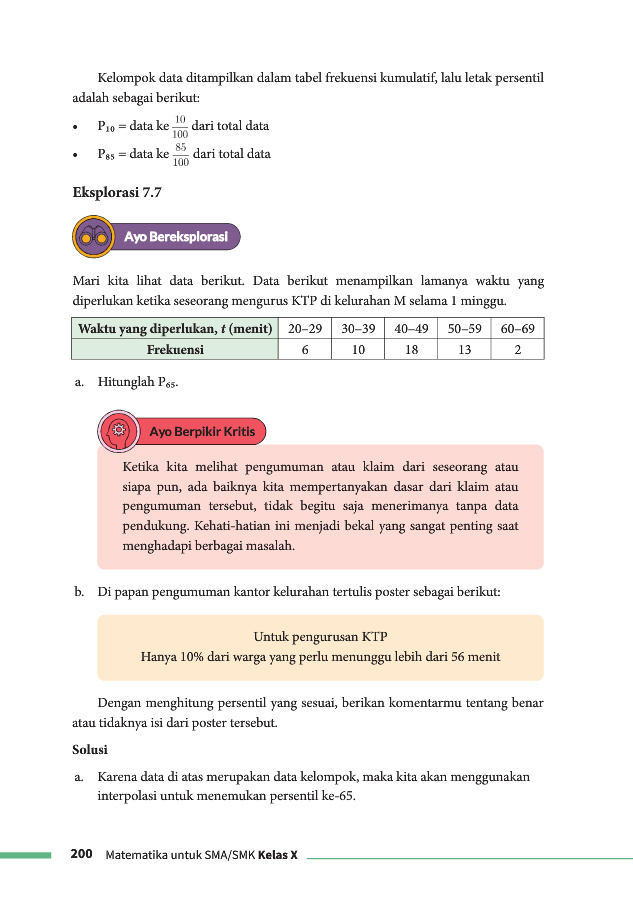 Kelompok data ditampilkan dalam tabel frekuensi kumulatif, lalu letak persentil
adalah sebagai berikut:
• P₁₀ = data ke 10/100 dari total data
• P₈₅ = data ke 85/100 dari total data
Eksplorasi 7.7
Ayo Bereksplorasi
Mari kita lihat data berikut. Data berikut menampilkan lamanya waktu yang
diperlukan ketika seseorang mengurus KTP di kelurahan M selama 1 minggu.
Waktu yang diperlukan, t (menit) 20–29 30–39 40–49 50–59 60–69
Frekuensi 6 10 18 13 2
a. Hitunglah P₆₅.
Ayo Berpikir Kritis
Ketika kita melihat pengumuman atau klaim dari seseorang atau
siapa pun, ada baiknya kita mempertanyakan dasar dari klaim atau
pengumuman tersebut, tidak begitu saja menerimanya tanpa data
pendukung. Kehati-hatian ini menjadi bekal yang sangat penting saat
menghadapi berbagai masalah.
b. Di papan pengumuman kantor kelurahan tertulis poster sebagai berikut:
Untuk pengurusan KTP
Hanya 10% dari warga yang perlu menunggu lebih dari 56 menit
Dengan menghitung persentil yang sesuai, berikan komentarmu tentang benar
atau tidaknya isi dari poster tersebut.
Solusi
a. Karena data di atas merupakan data kelompok, maka kita akan menggunakan
interpolasi untuk menemukan persentil ke-65.
200 Matematika untuk SMA/SMK Kelas X